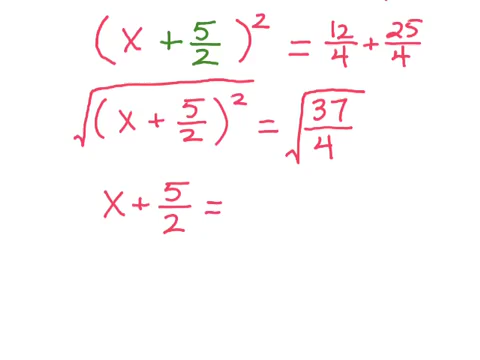 (x + 5/2)² = 12/4 + 25/4
√(x + 5/2)² = √37/4
x + 5/2 =